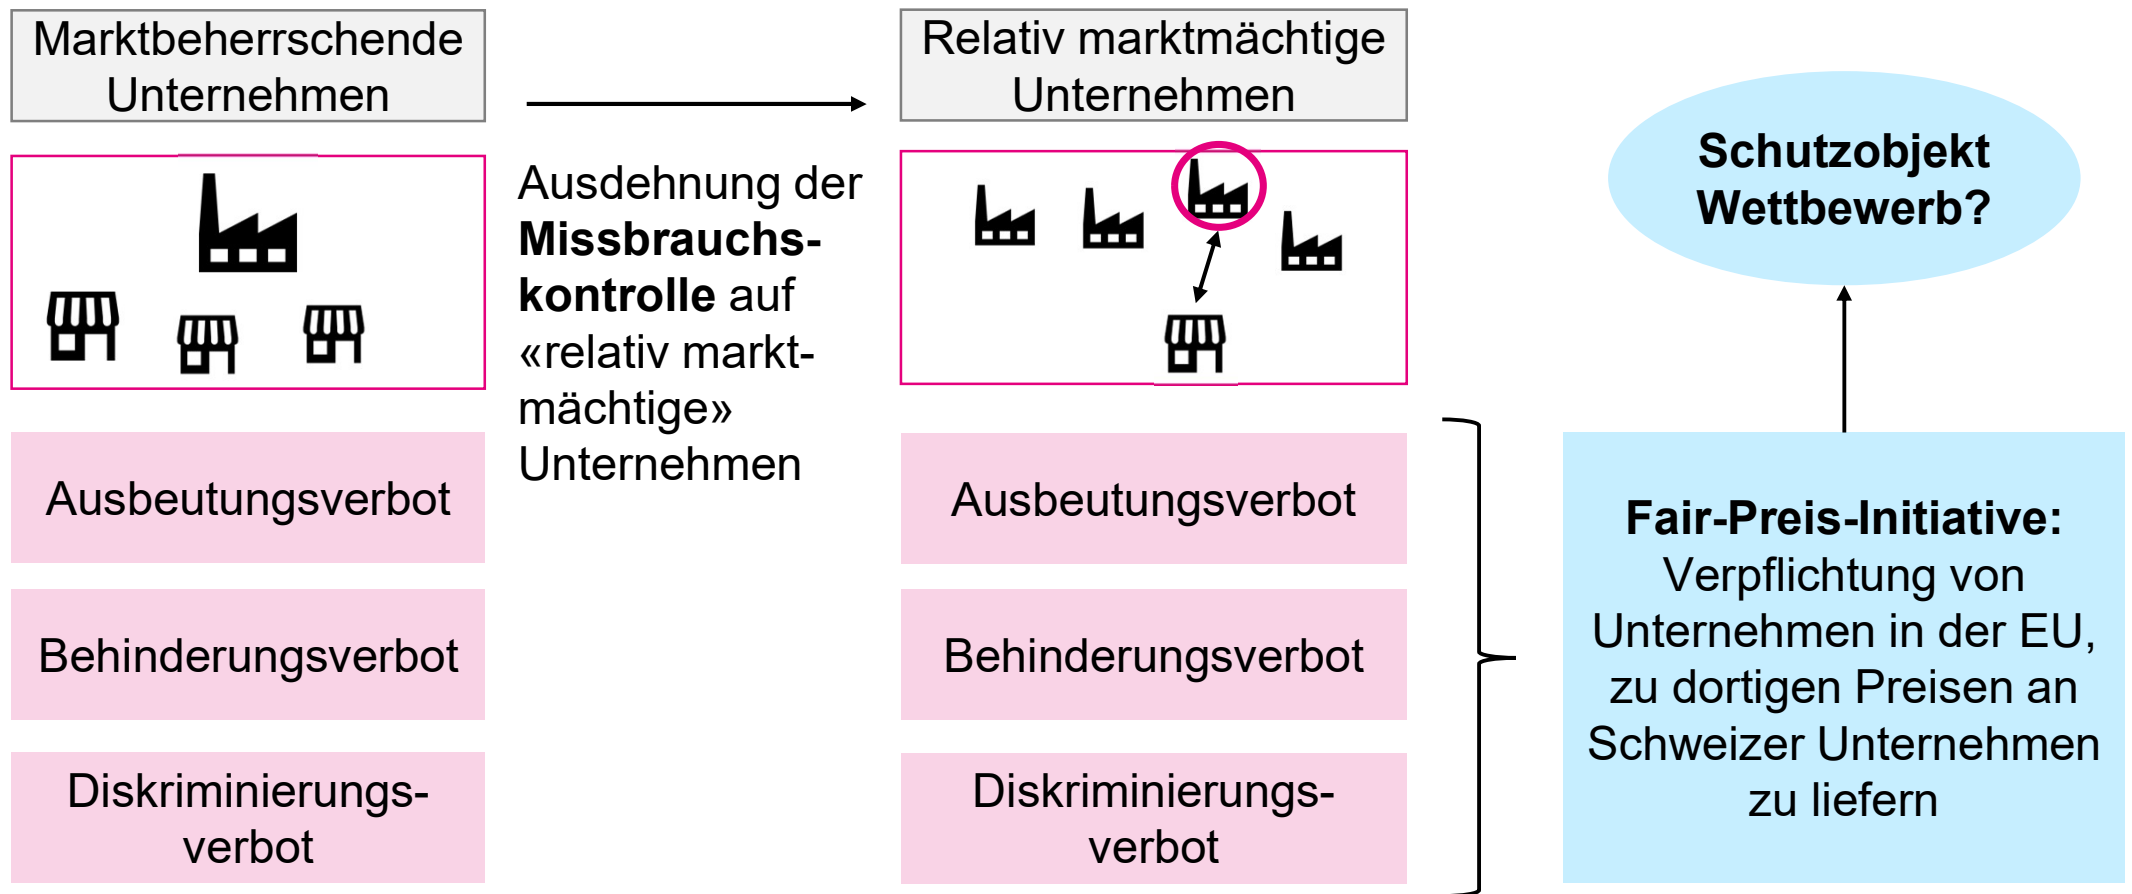 Marktbeherrschende
Unternehmen
Ausdehnung der
Missbrauchs-
kontrolle auf
«relativ markt-
mächtige»
Unternehmen
Relativ marktmächtige
Unternehmen
Ausbeutungsverbot
Behinderungsverbot
Diskriminierungs-
verbot
Ausbeutungsverbot
Behinderungsverbot
Diskriminierungs-
verbot
Schutzobjekt
Wettbewerb?
Fair-Preis-Initiative:
Verpflichtung von
Unternehmen in der EU,
zu dortigen Preisen an
Schweizer Unternehmen
zu liefern